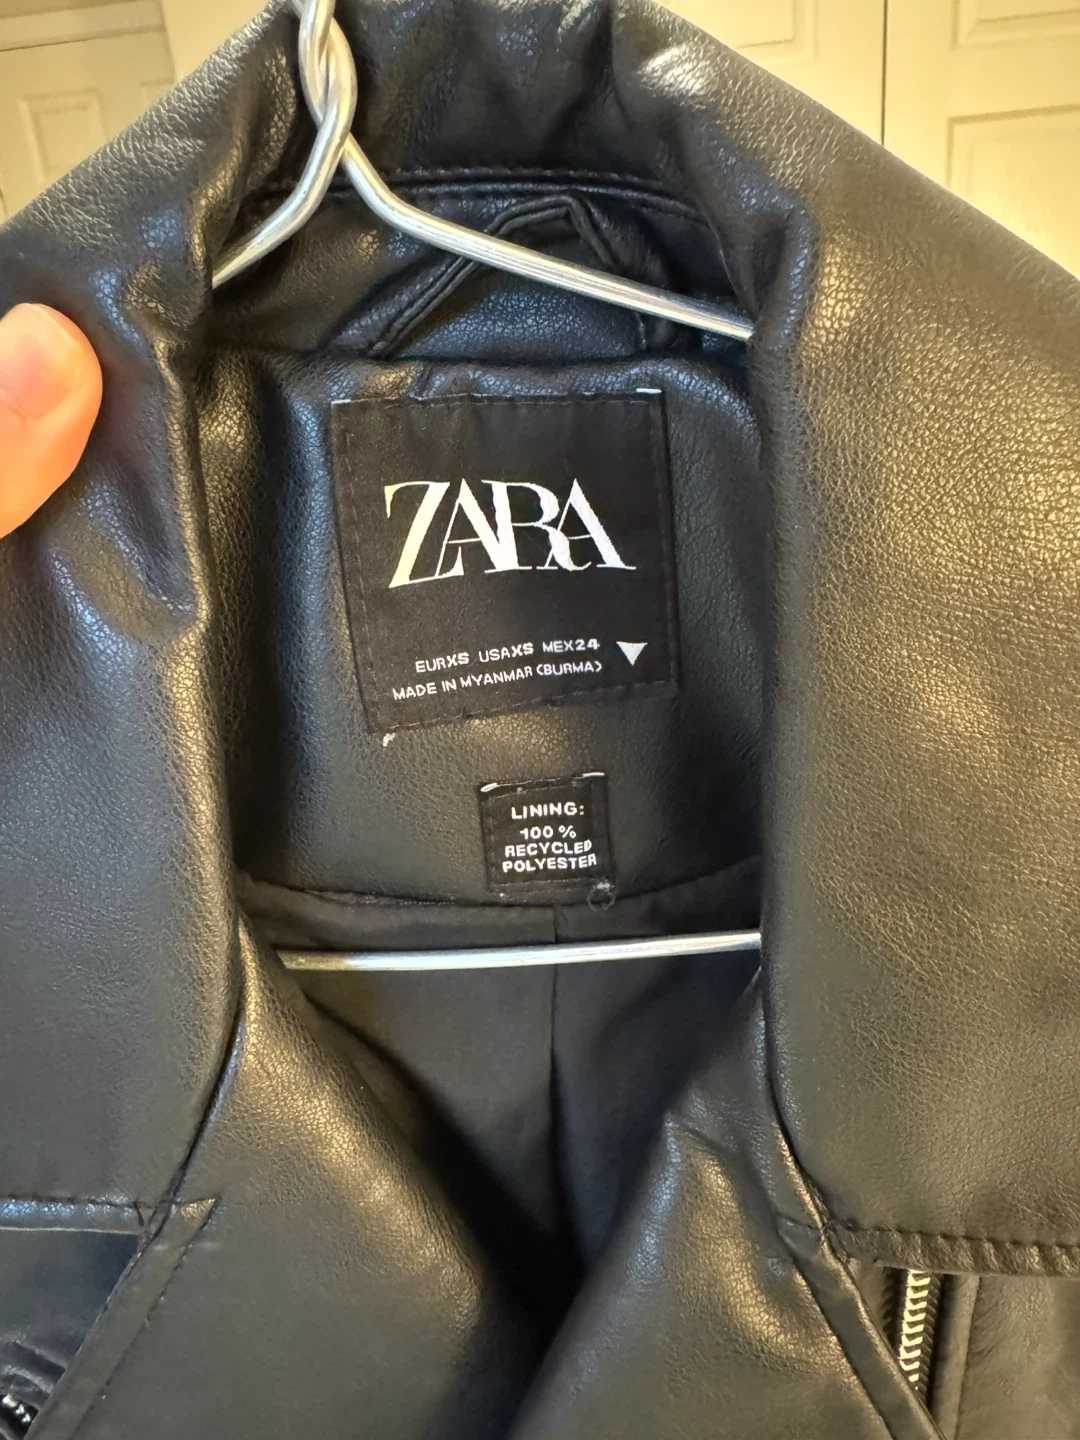 ZARA
EURXS USAXS MEX24
MADE IN MYANMAR (BURMA)
LINING:
100 %
RECYCLED
POLYESTER